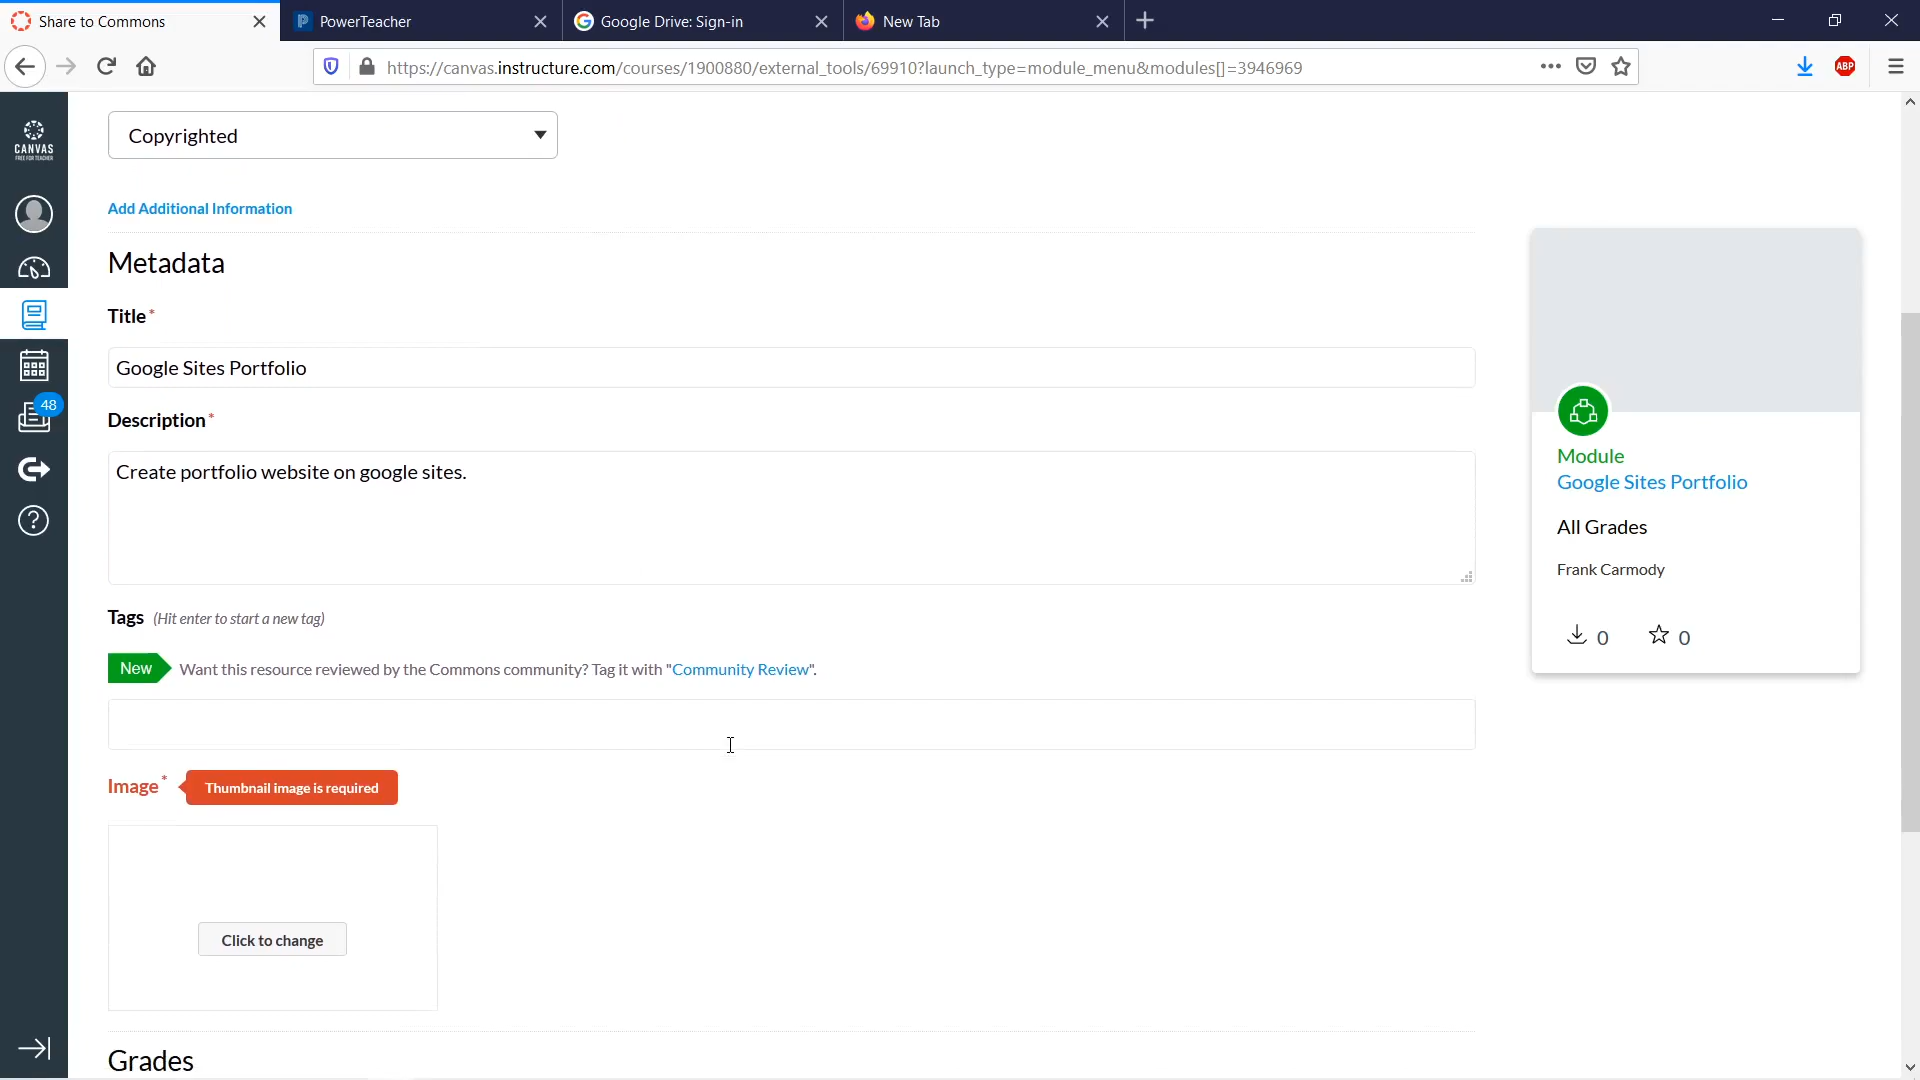 Share to Commons
PowerTeacher
Google Drive: Sign-in
New Tab
https://canvas.instructure.com/courses/1900880/external_tools/69910?launch_type=module_menu&modules[]=3946969
ABP
CANVAS
FREE FOR TEACHER
48
Copyrighted
Add Additional Information
Metadata
Title*
Google Sites Portfolio
Description*
Create portfolio website on google sites.
Tags (Hit enter to start a new tag)
New Want this resource reviewed by the Commons community? Tag it with "Community Review".
Image* Thumbnail image is required
Click to change
Grades
Module
Google Sites Portfolio
All Grades
Frank Carmody
0 0